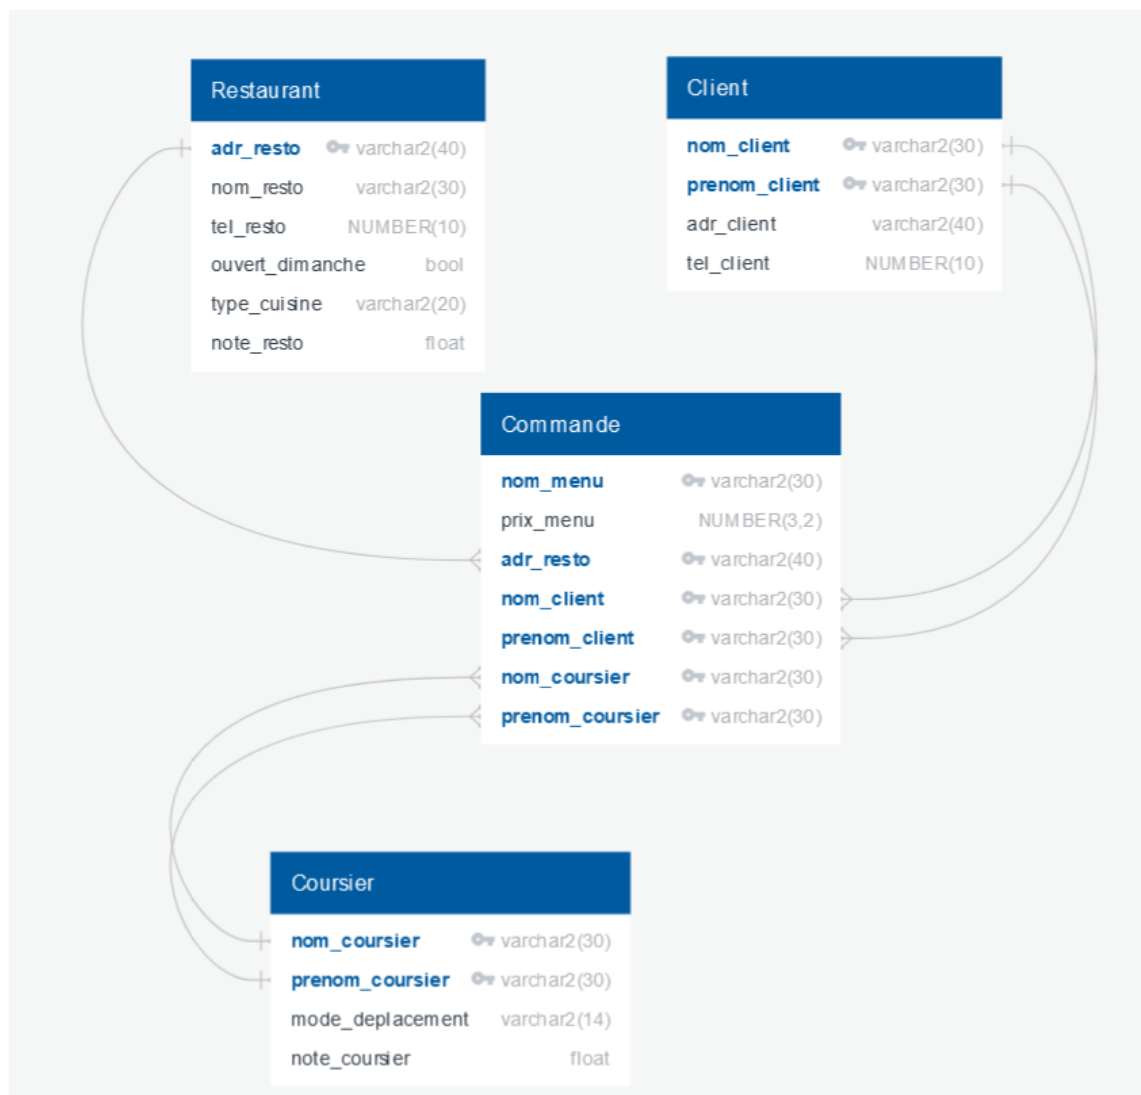 Restaurant
adr_resto varchar2(40)
nom_resto varchar2(30)
tel_resto NUMBER(10)
ouvert_dimanche bool
type_cuisine varchar2(20)
note_resto float
Client
nom_client varchar2(30)
prenom_client varchar2(30)
adr_client varchar2(40)
tel_client NUMBER(10)
Commande
nom_menu varchar2(30)
prix_menu NUMBER(3,2)
adr_resto varchar2(40)
nom_client varchar2(30)
prenom_client varchar2(30)
nom_coursier varchar2(30)
prenom_coursier varchar2(30)
Coursier
nom_coursier varchar2(30)
prenom_coursier varchar2(30)
mode_deplacement varchar2(14)
note_coursier float